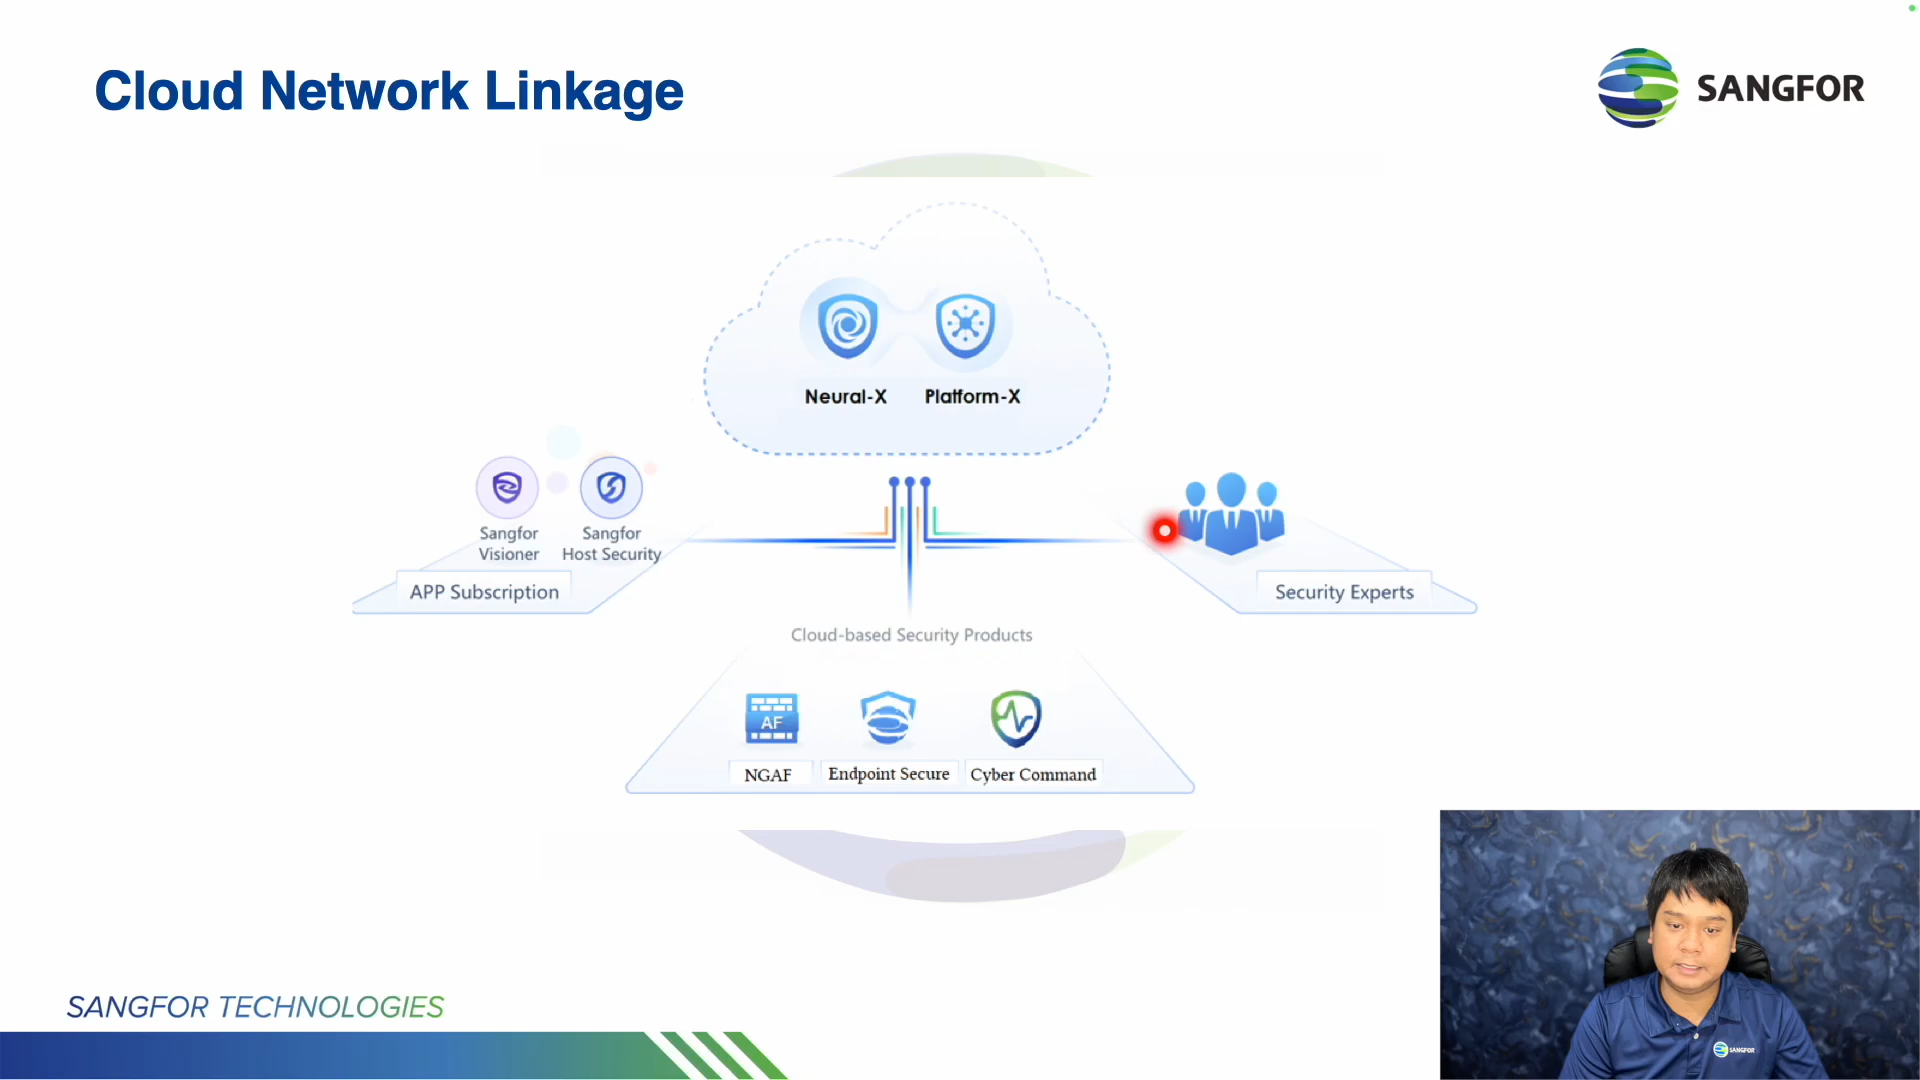 Cloud Network Linkage
SANGFOR
Neural-X
Platform-X
Sangfor
Visioner
Sangfor
Host Security
APP Subscription
Security Experts
Cloud-based Security Products
AF
NGAF
Endpoint Secure
Cyber Command
SANGFOR TECHNOLOGIES
SANGFOR